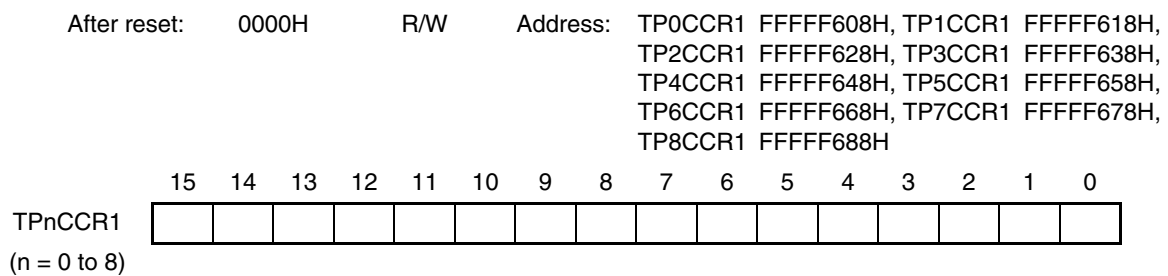 After reset: 0000H R/W Address: TP0CCR1 FFFFF608H, TP1CCR1 FFFFF618H,
TP2CCR1 FFFFF628H, TP3CCR1 FFFFF638H,
TP4CCR1 FFFFF648H, TP5CCR1 FFFFF658H,
TP6CCR1 FFFFF668H, TP7CCR1 FFFFF678H,
TP8CCR1 FFFFF688H
15 14 13 12 11 10 9 8 7 6 5 4 3 2 1 0
TPnCCR1
(n = 0 to 8)